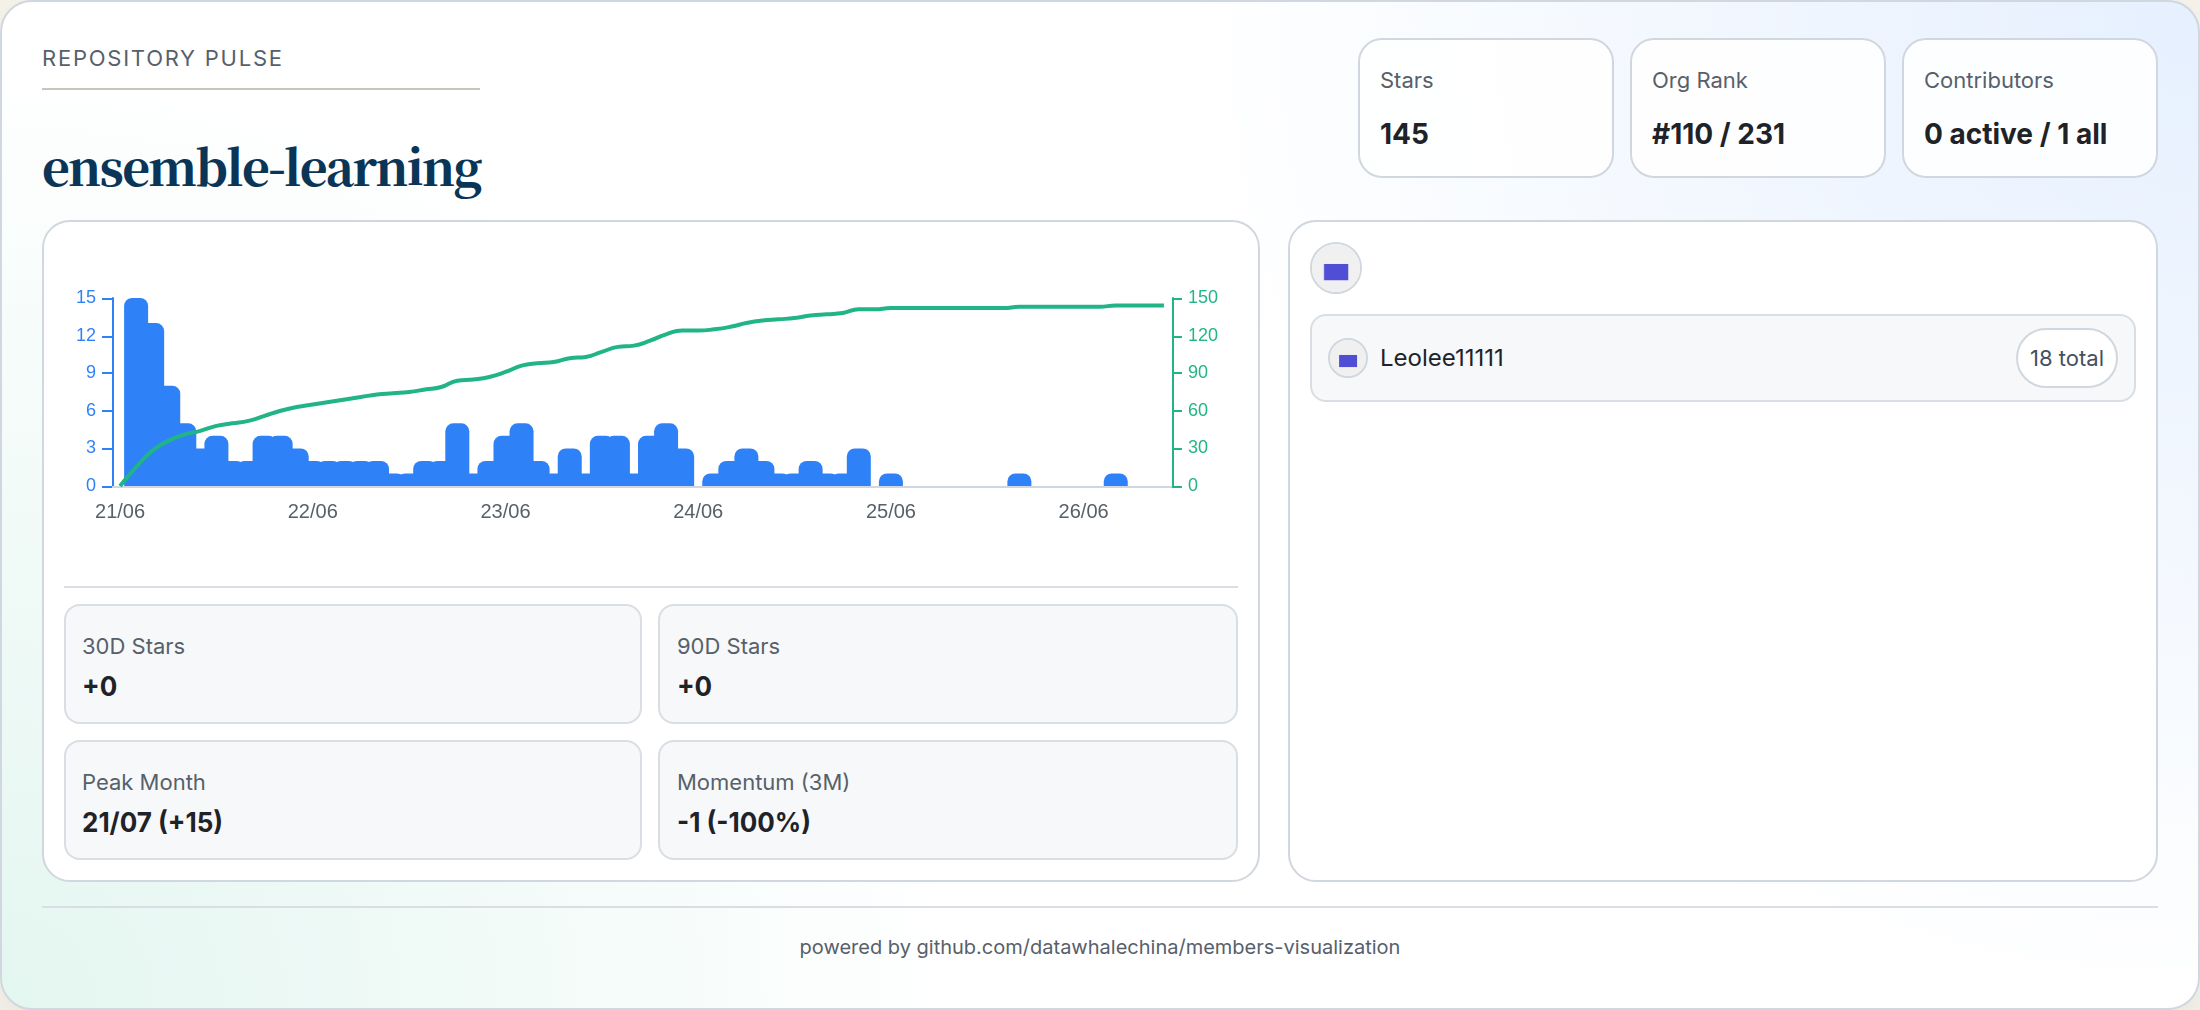 REPOSITORY PULSE
ensemble-learning
Stars
145
Org Rank
#110 / 231
Contributors
0 active / 1 all
15
12
9
6
3
0
150
120
90
60
30
0
21/06
22/06
23/06
24/06
25/06
26/06
30D Stars
+0
90D Stars
+0
Peak Month
21/07 (+15)
Momentum (3M)
-1 (-100%)
Leolee11111
18 total
powered by github.com/datawhalechina/members-visualization